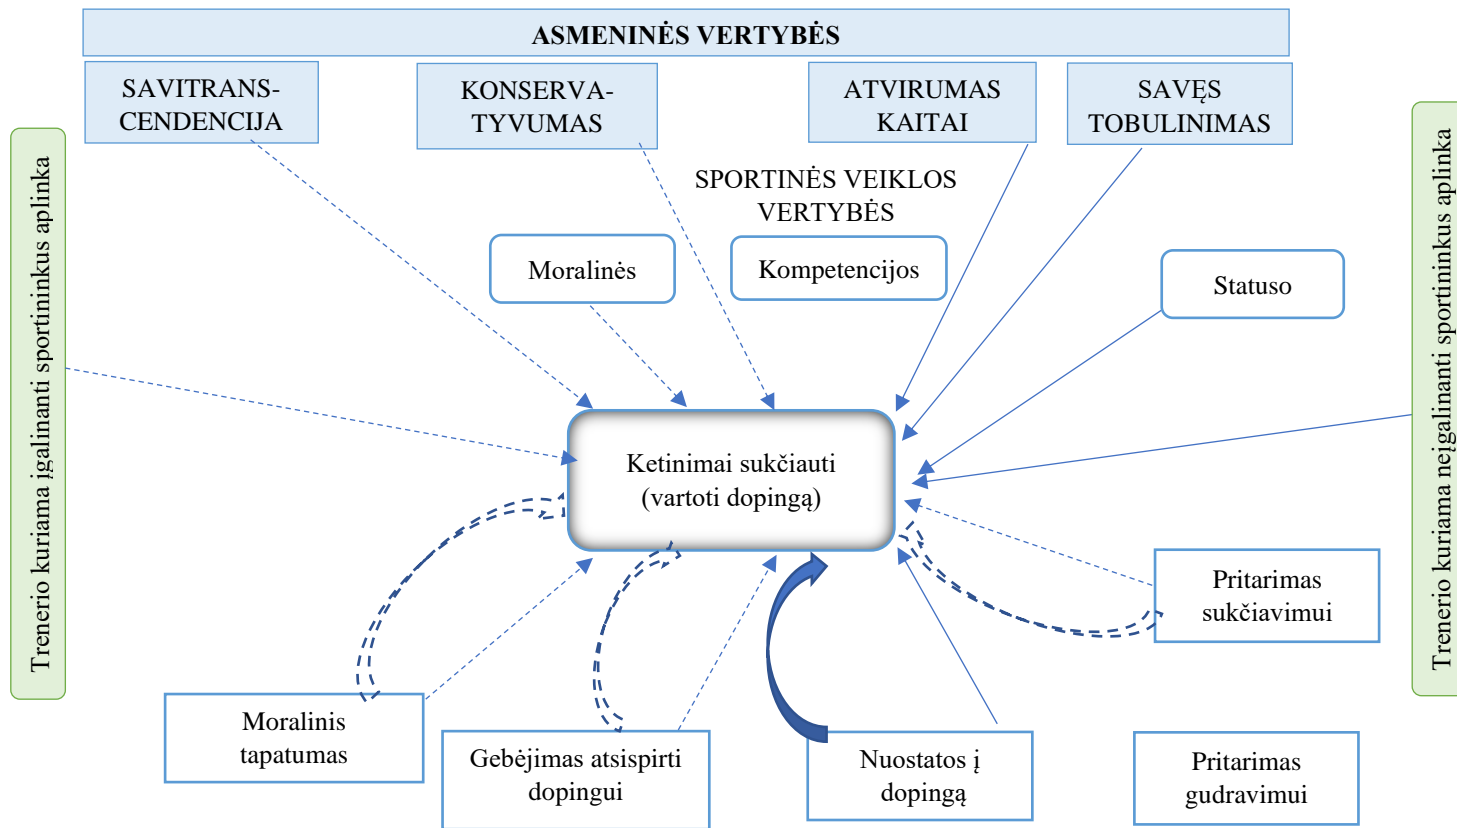 ASMENINĖS VERTYBĖS
SAVITRANS-
CENDENCIJA
KONSERVA-
TYVUMAS
ATVIRUMAS
KAITAI
SAVĘS
TOBULINIMAS
Trenerio kuriama įgalinanti sportininkus aplinka
Trenerio kuriama neįgalinanti sportininkus aplinka
SPORTINĖS VEIKLOS
VERTYBĖS
Moralinės
Kompetencijos
Statuso
Ketinimai sukčiauti
(vartoti dopingą)
Pritarimas
sukčiavimui
Moralinis
tapatumas
Gebėjimas atsispirti
dopingui
Nuostatos į
dopingą
Pritarimas
gudravimui